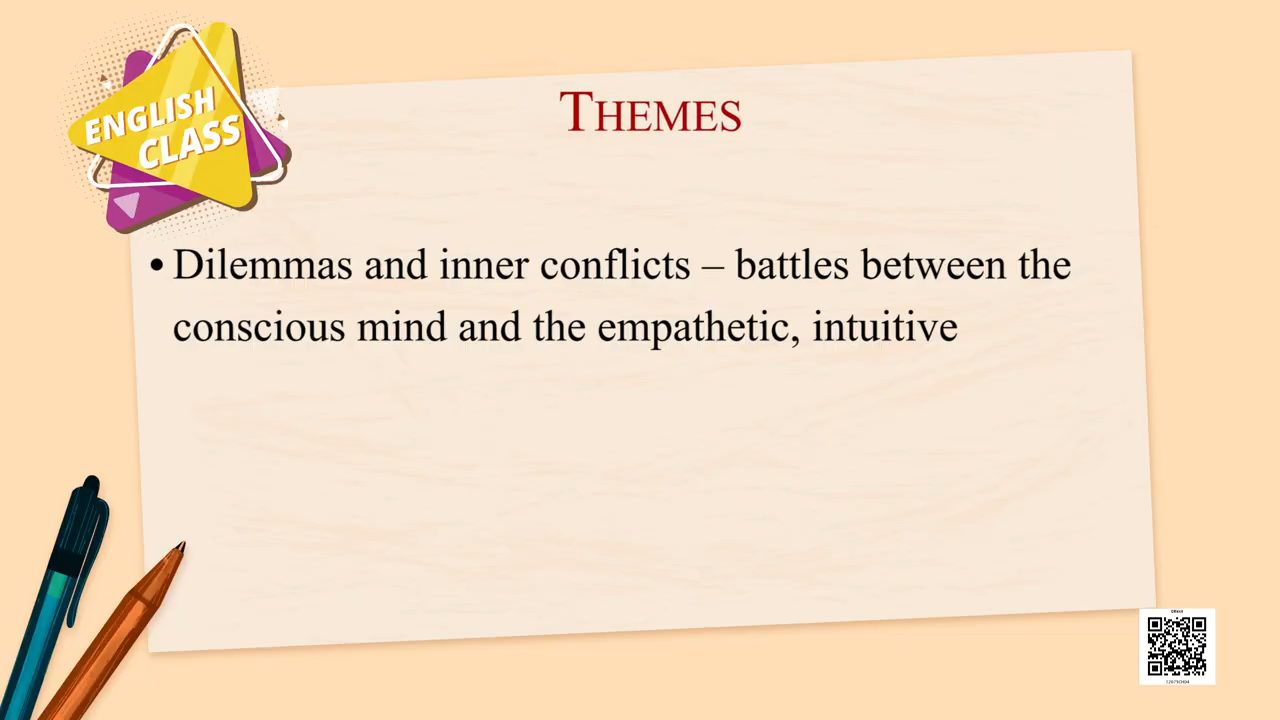 ENGLISH
CLASS
THEMES
• Dilemmas and inner conflicts – battles between the
conscious mind and the empathetic, intuitive